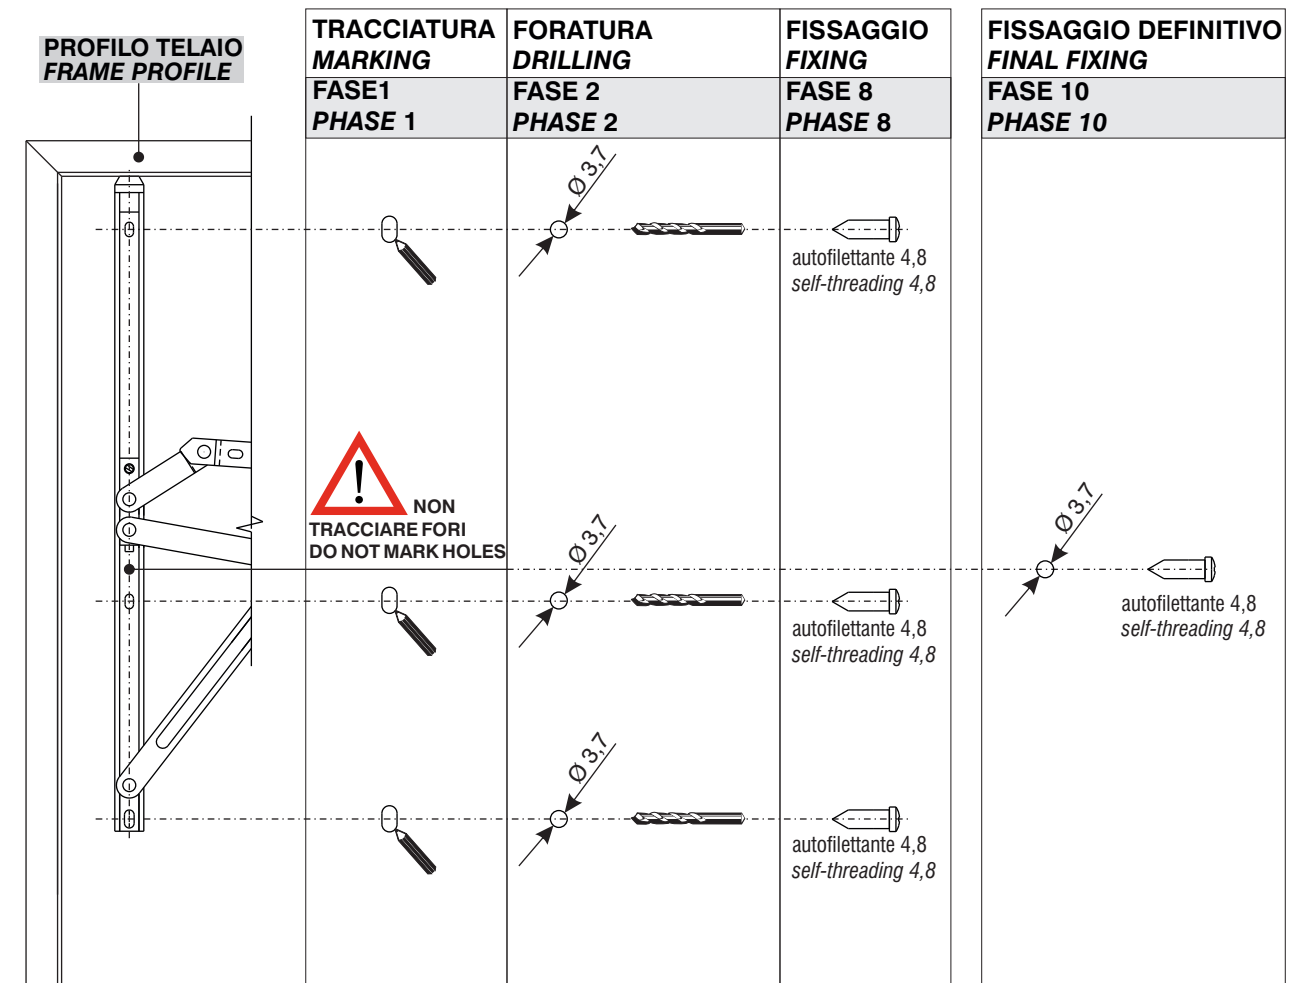 PROFILO TELAIO
FRAME PROFILE
TRACCIATURA
MARKING
FASE1
PHASE 1
FORATURA
DRILLING
FASE 2
PHASE 2
FISSAGGIO
FIXING
FASE 8
PHASE 8
FISSAGGIO DEFINITIVO
FINAL FIXING
FASE 10
PHASE 10
Ø 3,7
autofilettante 4,8
self-threading 4,8
!
NON
TRACCIARE FORI
DO NOT MARK HOLES
Ø 3,7
Ø 3,7
autofilettante 4,8
self-threading 4,8
autofilettante 4,8
self-threading 4,8
Ø 3,7
autofilettante 4,8
self-threading 4,8